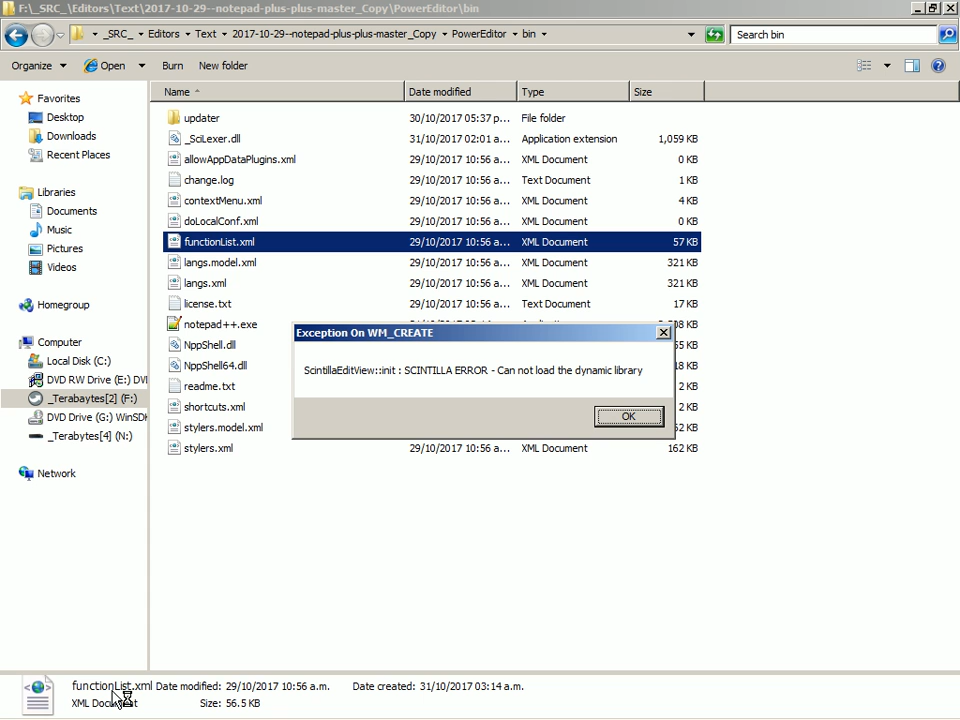 F:\_SRC_\Editors\Text\2017-10-29--notepad-plus-plus-master_Copy\PowerEditor\bin
_SRC_ Editors Text 2017-10-29--notepad-plus-plus-master_Copy PowerEditor bin Search bin
Organize Open Burn New folder
Name Date modified Type Size
Favorites
Desktop
Downloads
Recent Places
Libraries
Documents
Music
Pictures
Videos
Homegroup
Computer
Local Disk (C:)
DVD RW Drive (E:) DVI
_Terabaytes[2] (F:)
DVD Drive (G:) WinSDK
_Terabytes[4] (N:)
Network
updater 30/10/2017 05:37 p... File folder
_SciLexer.dll 31/10/2017 02:01 a... Application extension 1,059 KB
allowAppDataPlugins.xml 29/10/2017 10:56 a... XML Document 0 KB
change.log 29/10/2017 10:56 a... Text Document 1 KB
contextMenu.xml 29/10/2017 10:56 a... XML Document 4 KB
doLocalConf.xml 29/10/2017 10:56 a... XML Document 0 KB
functionList.xml 29/10/2017 10:56 a... XML Document 57 KB
langs.model.xml 29/10/2017 10:56 a... XML Document 321 KB
langs.xml 29/10/2017 10:56 a... XML Document 321 KB
license.txt 29/10/2017 10:56 a... Text Document 17 KB
notepad++.exe
NppShell.dll
NppShell64.dll
readme.txt 2 KB
shortcuts.xml 2 KB
stylers.model.xml
stylers.xml 29/10/2017 10:56 a... XML Document 162 KB
Exception On WM_CREATE
ScintillaEditView::init : SCINTILLA ERROR - Can not load the dynamic library
OK
functionList.xml Date modified: 29/10/2017 10:56 a.m. Date created: 31/10/2017 03:14 a.m.
XML Document Size: 56.5 KB